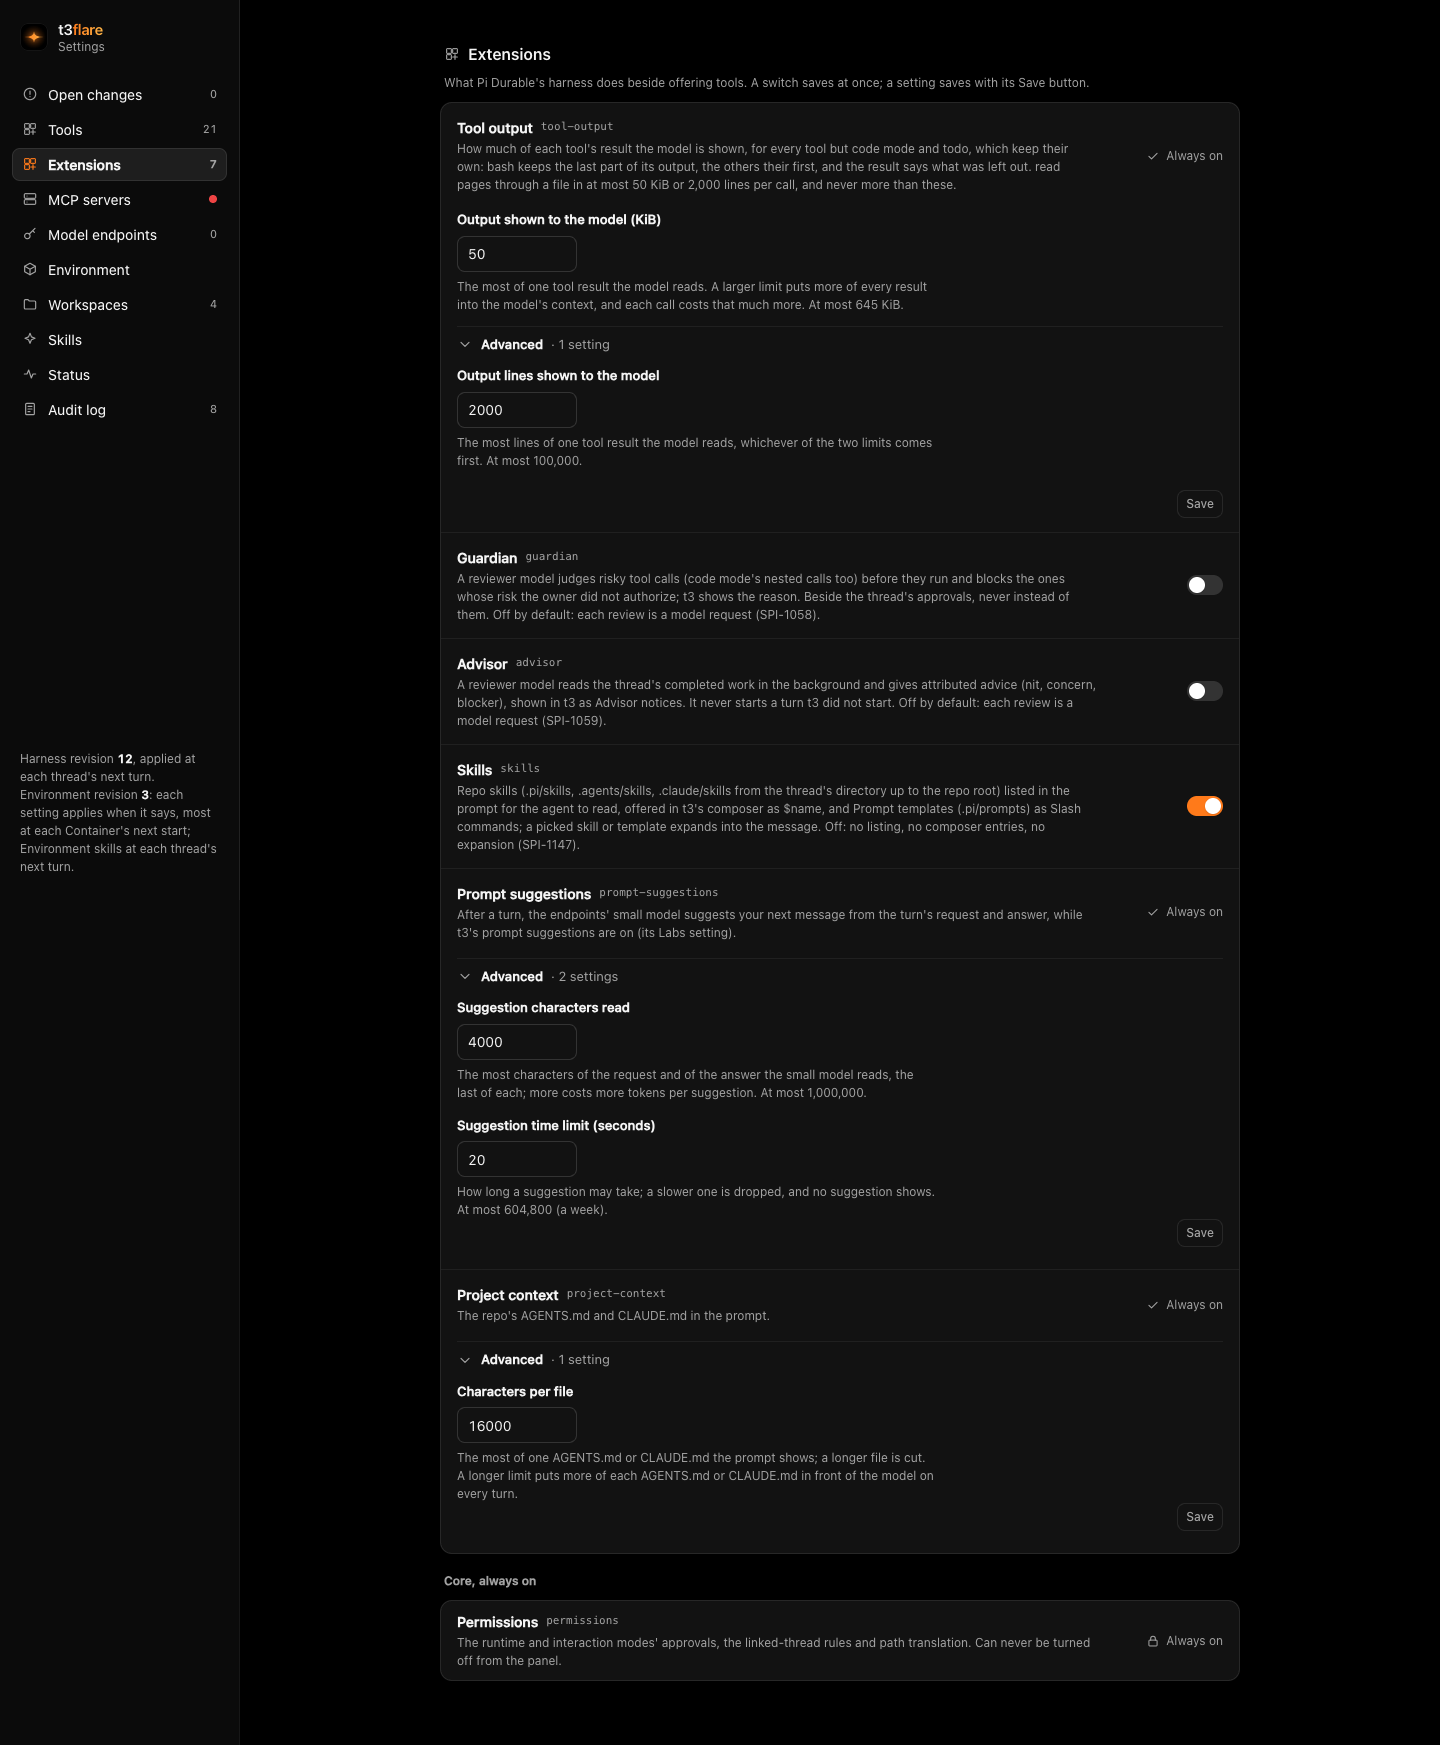 t3flare
Settings
Open changes 0
Tools 21
Extensions 7
MCP servers
Model endpoints 0
Environment
Workspaces 4
Skills
Status
Audit log 8
Harness revision 12, applied at
each thread's next turn.
Environment revision 3: each
setting applies when it says, most
at each Container's next start;
Environment skills at each thread's
next turn.
Extensions
What Pi Durable's harness does beside offering tools. A switch saves at once; a setting saves with its Save button.
Tool output tool-output
How much of each tool's result the model is shown, for every tool but code mode and todo, which keep their
own: bash keeps the last part of its output, the others their first, and the result says what was left out. read
pages through a file in at most 50 KiB or 2,000 lines per call, and never more than these.
Always on
Output shown to the model (KiB)
50
The most of one tool result the model reads. A larger limit puts more of every result
into the model's context, and each call costs that much more. At most 645 KiB.
Advanced · 1 setting
Output lines shown to the model
2000
The most lines of one tool result the model reads, whichever of the two limits comes
first. At most 100,000.
Save
Guardian guardian
A reviewer model judges risky tool calls (code mode's nested calls too) before they run and blocks the ones
whose risk the owner did not authorize; t3 shows the reason. Beside the thread's approvals, never instead of
them. Off by default: each review is a model request (SPI-1058).
Advisor advisor
A reviewer model reads the thread's completed work in the background and gives attributed advice (nit, concern,
blocker), shown in t3 as Advisor notices. It never starts a turn t3 did not start. Off by default: each review is a
model request (SPI-1059).
Skills skills
Repo skills (.pi/skills, .agents/skills, .claude/skills from the thread's directory up to the repo root) listed in the
prompt for the agent to read, offered in t3's composer as $name, and Prompt templates (.pi/prompts) as Slash
commands; a picked skill or template expands into the message. Off: no listing, no composer entries, no
expansion (SPI-1147).
Prompt suggestions prompt-suggestions
After a turn, the endpoints' small model suggests your next message from the turn's request and answer, while
t3's prompt suggestions are on (its Labs setting).
Always on
Advanced · 2 settings
Suggestion characters read
4000
The most characters of the request and of the answer the small model reads, the
last of each; more costs more tokens per suggestion. At most 1,000,000.
Suggestion time limit (seconds)
20
How long a suggestion may take; a slower one is dropped, and no suggestion shows.
At most 604,800 (a week).
Save
Project context project-context
The repo's AGENTS.md and CLAUDE.md in the prompt.
Always on
Advanced · 1 setting
Characters per file
16000
The most of one AGENTS.md or CLAUDE.md the prompt shows; a longer file is cut.
A longer limit puts more of each AGENTS.md or CLAUDE.md in front of the model on
every turn.
Save
Core, always on
Permissions permissions
The runtime and interaction modes' approvals, the linked-thread rules and path translation. Can never be turned
off from the panel.
Always on